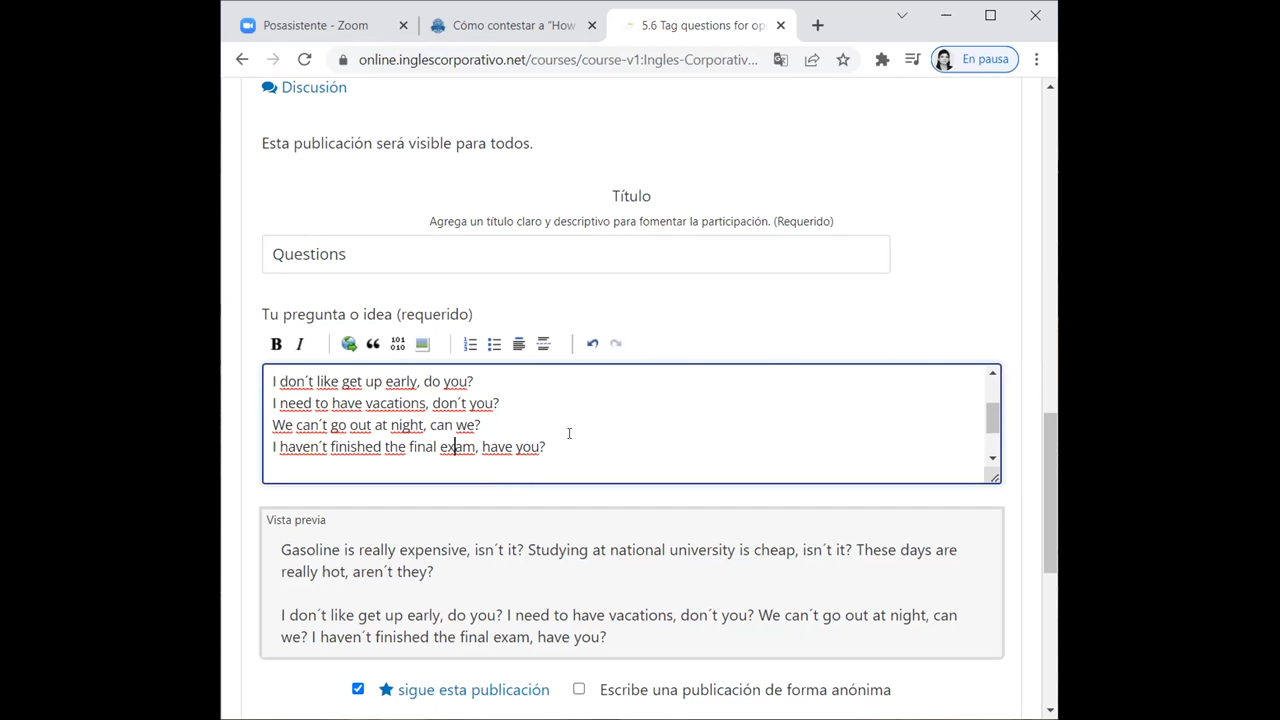 Posasistente - Zoom
Cómo contestar a "How
5.6 Tag questions for op
online.inglescorporativo.net/courses/course-v1:Ingles-Corporativ...
En pausa
Discusión
Esta publicación será visible para todos.
Título
Agrega un título claro y descriptivo para fomentar la participación. (Requerido)
Questions
Tu pregunta o idea (requerido)
B I
101
010
I don´t like get up early, do you?
I need to have vacations, don´t you?
We can´t go out at night, can we?
I haven´t finished the final exam, have you?
Vista previa
Gasoline is really expensive, isn´t it? Studying at national university is cheap, isn´t it? These days are
really hot, aren´t they?
I don´t like get up early, do you? I need to have vacations, don´t you? We can´t go out at night, can
we? I haven´t finished the final exam, have you?
sigue esta publicación
Escribe una publicación de forma anónima